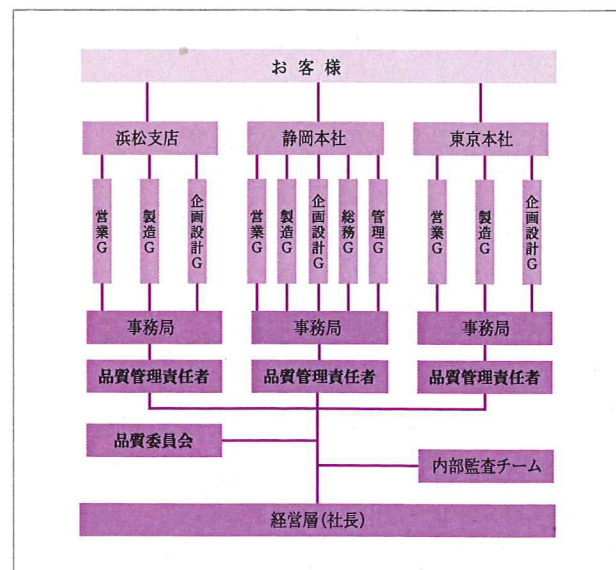 お客様
浜松支店
静岡本社
東京本社
営業G
製造G
企画設計G
営業G
製造G
企画設計G
総務G
管理G
営業G
製造G
企画設計G
事務局
事務局
事務局
品質管理責任者
品質管理責任者
品質管理責任者
品質委員会
内部監査チーム
経営層(社長)